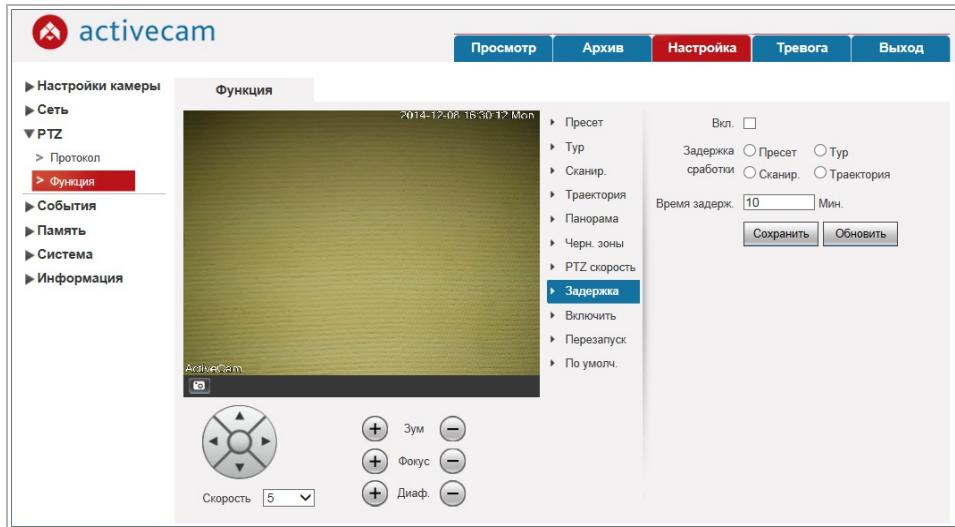 activecam
Просмотр Архив Настройка Тревога Выход
Настройки камеры
Сеть
PTZ
> Протокол
> Функция
События
Память
Система
Информация
Функция
2014-12-08 16:30:12 Mon
ActiveCam
Пресет
Тур
Сканир.
Траектория
Панорама
Черн. зоны
PTZ скорость
Задержка
Включить
Перезапуск
По умолч.
Вкл.
Задержка сработки
Пресет Тур
Сканир. Траектория
Время задерж. 10 Мин.
Сохранить Обновить
Зум
Фокус
Диаф.
Скорость 5